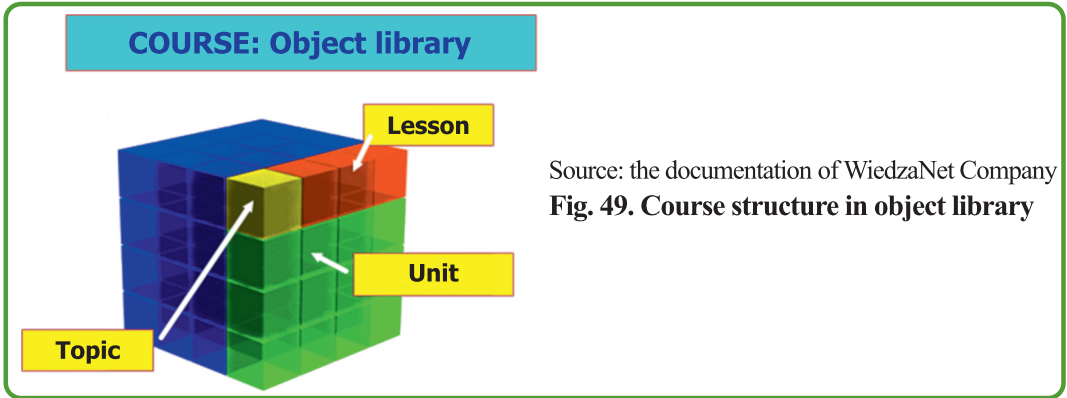 COURSE: Object library
Lesson
Unit
Topic
Source: the documentation of WiedzaNet Company
Fig. 49. Course structure in object library